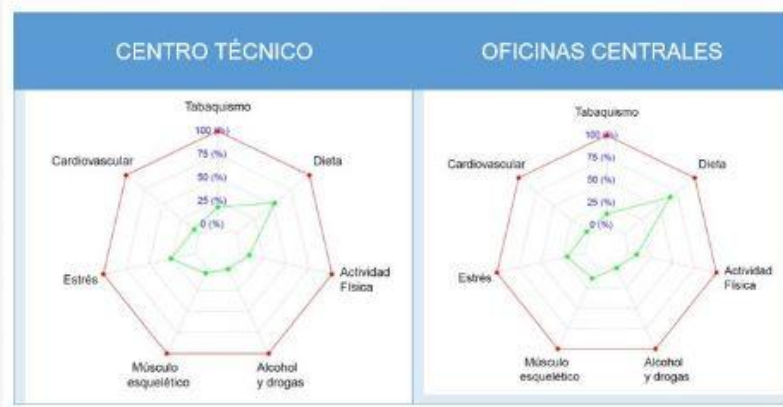 CENTRO TÉCNICO
OFICINAS CENTRALES
Tabaquismo
100 (%)
Cardiovascular
75 (%)
Dieta
50 (%)
25 (%)
0 (%)
Estrés
Actividad
Física
Músculo
esquelético
Alcohol
y drogas
Tabaquismo
100 (%)
Cardiovascular
75 (%)
Dieta
50 (%)
25 (%)
0 (%)
Estrés
Actividad
Física
Músculo
esquelético
Alcohol
y drogas